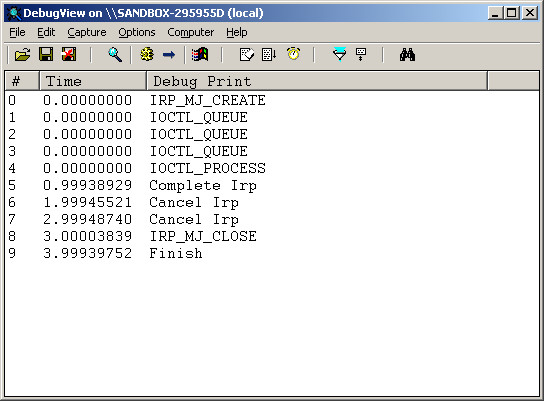 DebugView on \\SANDBOX-295955D (local)
File Edit Capture Options Computer Help
# Time Debug Print
0 0.00000000 IRP_MJ_CREATE
1 0.00000000 IOCTL_QUEUE
2 0.00000000 IOCTL_QUEUE
3 0.00000000 IOCTL_QUEUE
4 0.00000000 IOCTL_PROCESS
5 0.99938929 Complete Irp
6 1.99945521 Cancel Irp
7 2.99948740 Cancel Irp
8 3.00003839 IRP_MJ_CLOSE
9 3.99939752 Finish